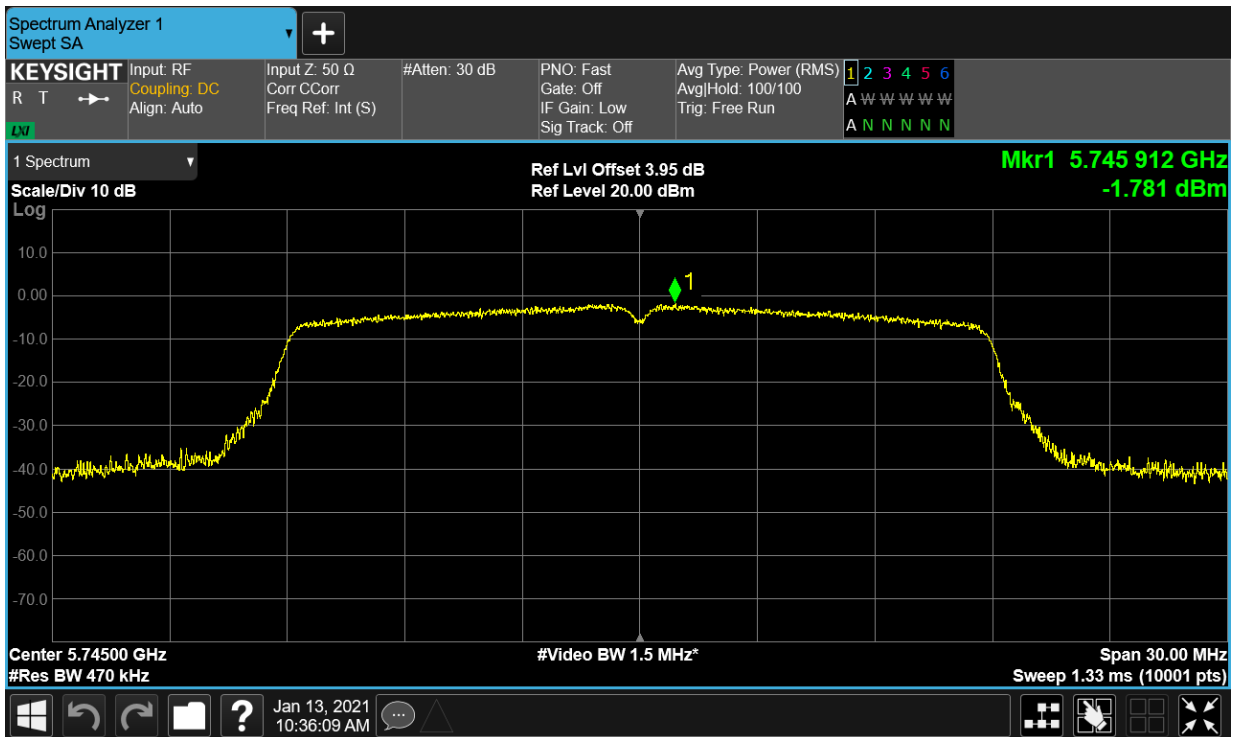 Spectrum Analyzer 1
Swept SA
KEYSIGHT
R T
LXI
Input: RF
Coupling: DC
Align: Auto
Input Z: 50 Ω
Corr CCorr
Freq Ref: Int (S)
#Atten: 30 dB
PNO: Fast
Gate: Off
IF Gain: Low
Sig Track: Off
Avg Type: Power (RMS)
Avg|Hold: 100/100
Trig: Free Run
1 2 3 4 5 6
A W W W W W
A N N N N N
1 Spectrum
Scale/Div 10 dB
Log
Ref Lvl Offset 3.95 dB
Ref Level 20.00 dBm
Mkr1 5.745 912 GHz
-1.781 dBm
10.0
0.00
-10.0
-20.0
-30.0
-40.0
-50.0
-60.0
-70.0
1
Center 5.74500 GHz
#Res BW 470 kHz
#Video BW 1.5 MHz*
Span 30.00 MHz
Sweep 1.33 ms (10001 pts)
?
Jan 13, 2021
10:36:09 AM